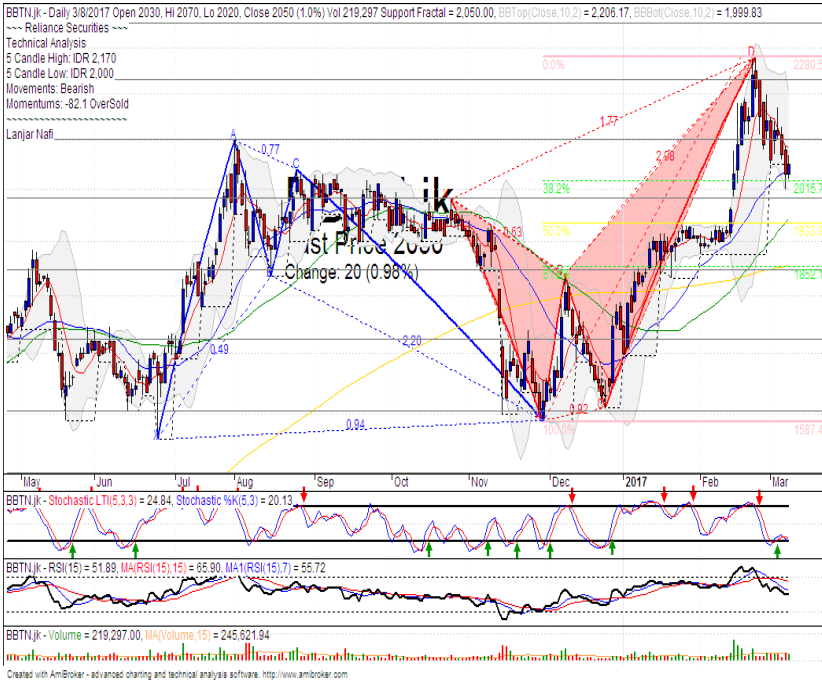 BBTN.jk - Daily 3/8/2017 Open 2030, Hi 2070, Lo 2020, Close 2050 (1.0%) Vol 219,297 Support Fractal = 2,050.00, BBTop(Close,10,2) = 2,206.17, BBBot(Close,10,2) = 1,999.83
~~~ Reliance Securities ~~~
Technical Analysis
5 Candle High: IDR 2,170
5 Candle Low: IDR 2,000
Movements: Bearish
Momentums: -82.1 OverSold
~~~~~~~~~~~~~~~~~~~~~~
Lanjar Nafi
D
0.0%
2280.5
A
0.77
C
1.77
2.98
38.2%
2015.7
0.63
50.0%
Change: 20 (0.98%)
0.49
2.20
0.94
0.82
100.0%
1587.4
May Jun Jul Aug Sep Oct Nov Dec 2017 Feb Mar
BBTN.jk - Stochastic LTI(5,3,3) = 24.84, Stochastic %K(5,3) = 20.13
BBTN.jk - RSI(15) = 51.89, MA(RSI(15),15) = 65.90, MA1(RSI(15),7) = 55.72
BBTN.jk - Volume = 219,297.00, MA(Volume,15) = 245,621.94
Created with AmiBroker - advanced charting and technical analysis software. http://www.amibroker.com